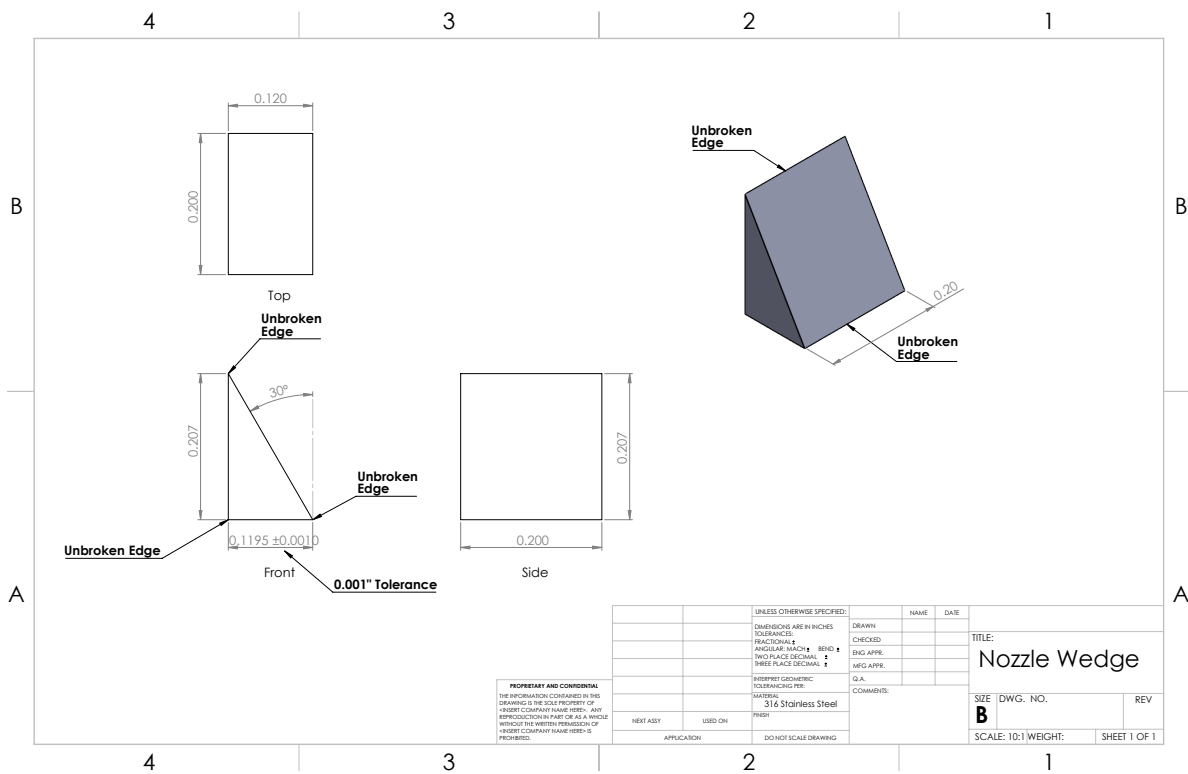 4 3 2 1
B B
A A
0.120
0.200
Top
Unbroken
Edge
30°
0.207
Unbroken
Edge
Unbroken Edge
0.1195 ±0.0010
Front
0.001" Tolerance
0.207
0.200
Side
Unbroken
Edge
0.20
Unbroken
Edge
PROPRIETARY AND CONFIDENTIAL
THE INFORMATION CONTAINED IN THIS
DRAWING IS THE SOLE PROPERTY OF
<INSERT COMPANY NAME HERE>. ANY
REPRODUCTION IN PART OR AS A WHOLE
WITHOUT THE WRITTEN PERMISSION OF
<INSERT COMPANY NAME HERE> IS
PROHIBITED.
NEXT ASSY
USED ON
APPLICATION
UNLESS OTHERWISE SPECIFIED:
DIMENSIONS ARE IN INCHES
TOLERANCES:
FRACTIONAL ±
ANGULAR: MACH ± BEND ±
TWO PLACE DECIMAL ±
THREE PLACE DECIMAL ±
INTERPRET GEOMETRIC
TOLERANCING PER:
MATERIAL
316 Stainless Steel
FINISH
DO NOT SCALE DRAWING
NAME DATE
DRAWN
CHECKED
ENG APPR.
MFG APPR.
Q.A.
COMMENTS:
TITLE:
Nozzle Wedge
SIZE DWG. NO. REV
B
SCALE: 10:1 WEIGHT: SHEET 1 OF 1
4 3 2 1